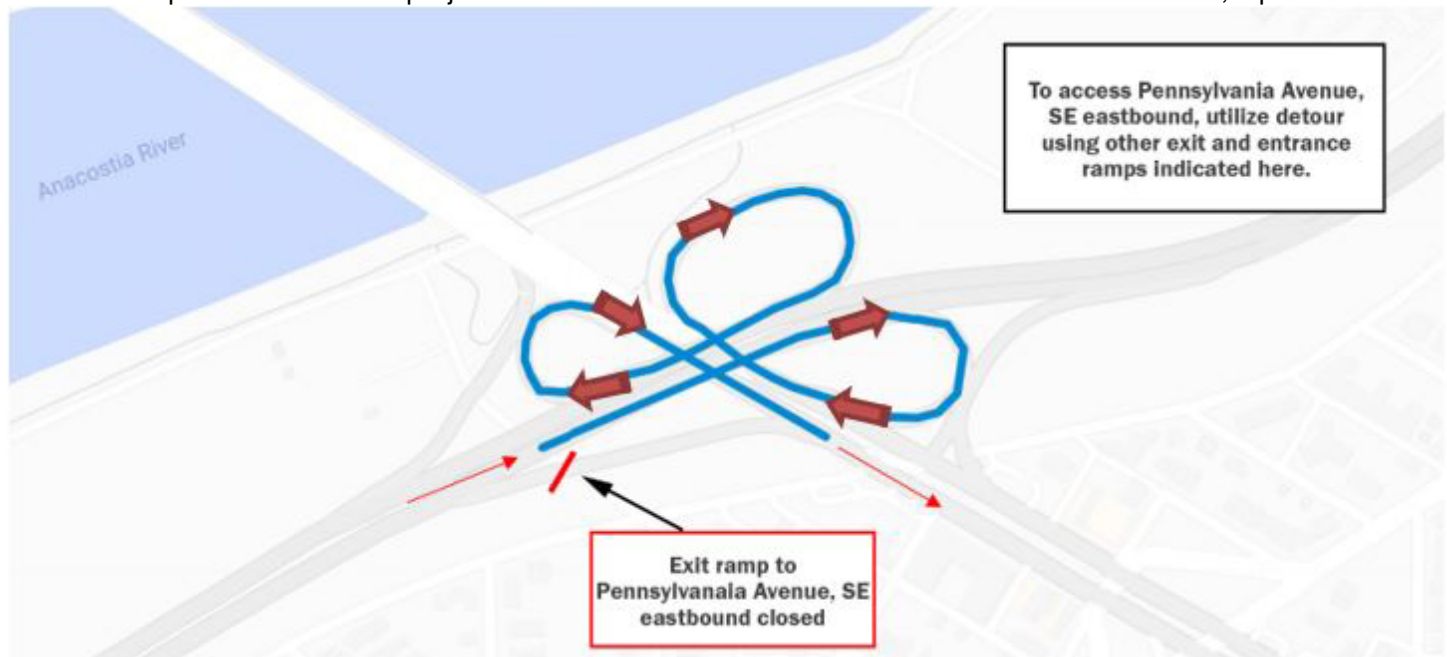 To access Pennsylvania Avenue,
SE eastbound, utilize detour
using other exit and entrance
ramps indicated here.
Anacostia River
Exit ramp to
Pennsylvanala Avenue, SE
eastbound closed